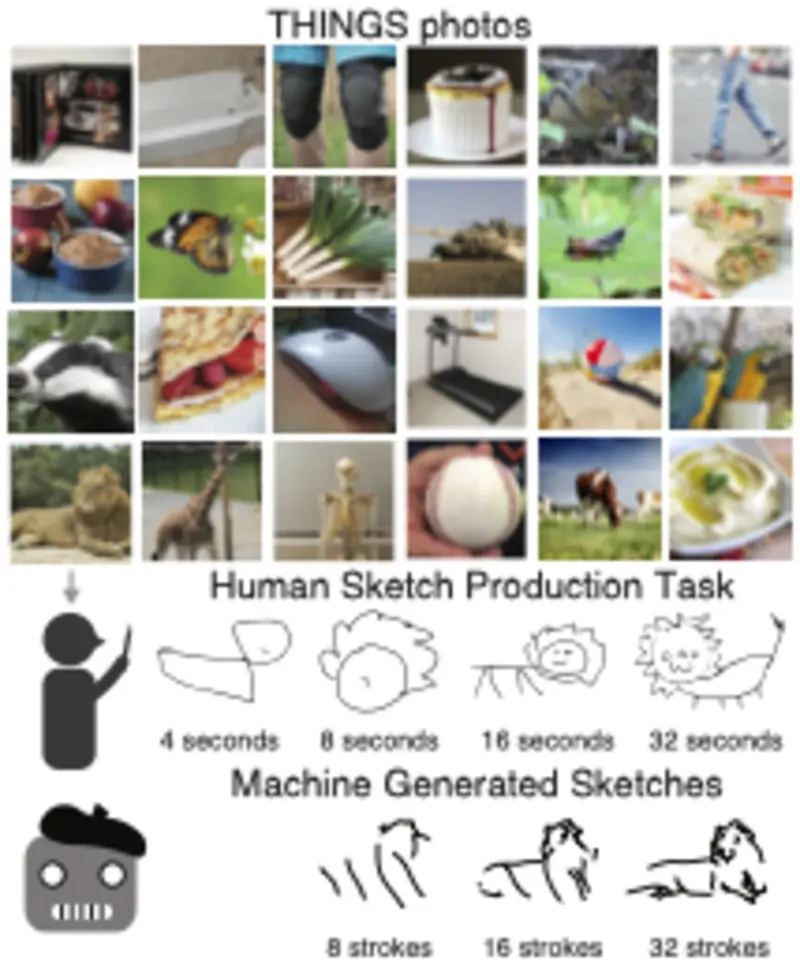 THINGS photos
Human Sketch Production Task
4 seconds
8 seconds
16 seconds
32 seconds
Machine Generated Sketches
8 strokes
16 strokes
32 strokes